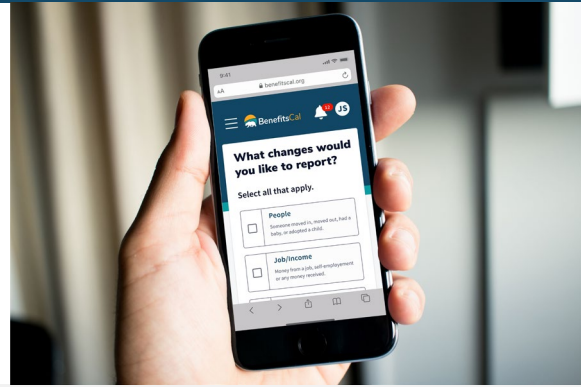 9:41
AA benefitscal.org
BenefitsCal
12
JS
What changes would
you like to report?
Select all that apply.
People
Someone moved in, moved out, had a
baby, or adopted a child.
Job/Income
Money from a job, self-employement
or any money received.